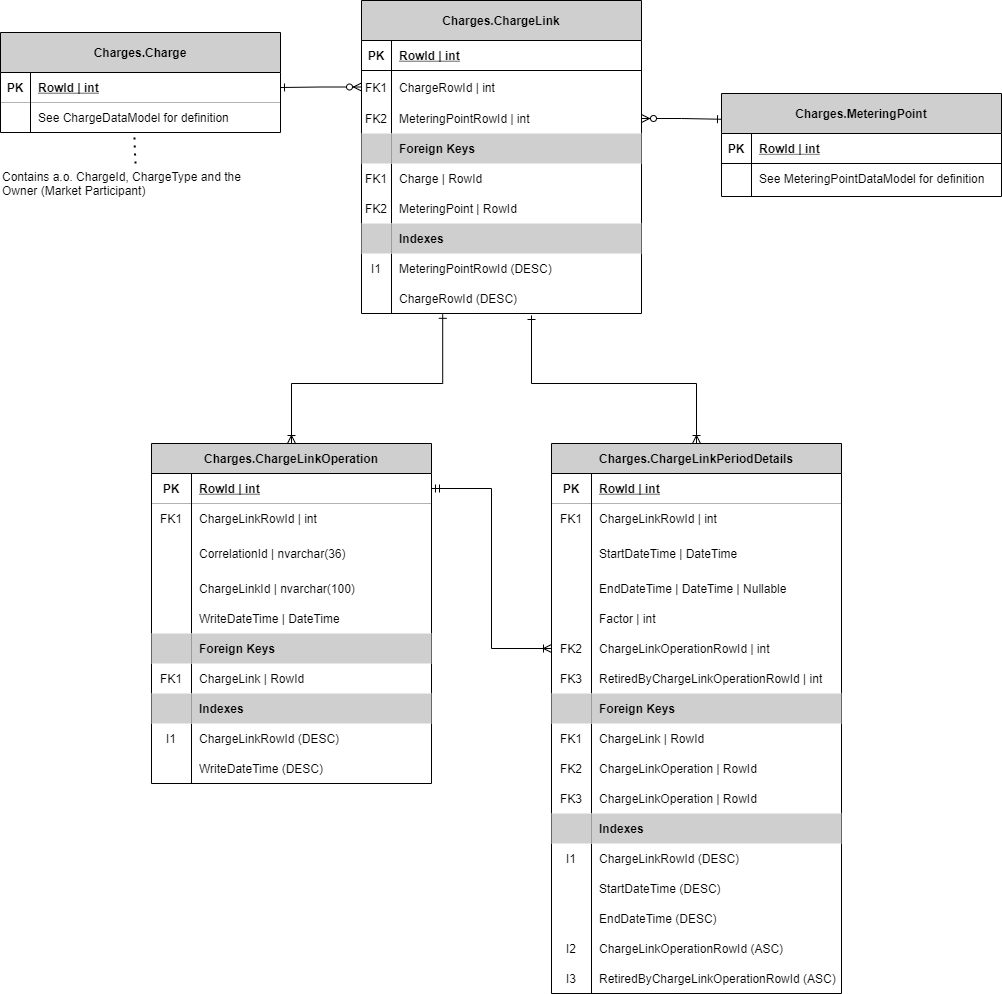 Charges.ChargeLink
PK RowId | int
FK1 ChargeRowId | int
FK2 MeteringPointRowId | int
Foreign Keys
FK1 Charge | RowId
FK2 MeteringPoint | RowId
Indexes
I1 MeteringPointRowId (DESC)
ChargeRowId (DESC)
Charges.Charge
PK RowId | int
See ChargeDataModel for definition
Contains a.o. ChargeId, ChargeType and the
Owner (Market Participant)
Charges.MeteringPoint
PK RowId | int
See MeteringPointDataModel for definition
Charges.ChargeLinkOperation
PK RowId | int
FK1 ChargeLinkRowId | int
CorrelationId | nvarchar(36)
ChargeLinkId | nvarchar(100)
WriteDateTime | DateTime
Foreign Keys
FK1 ChargeLink | RowId
Indexes
I1 ChargeLinkRowId (DESC)
WriteDateTime (DESC)
Charges.ChargeLinkPeriodDetails
PK RowId | int
FK1 ChargeLinkRowId | int
StartDateTime | DateTime
EndDateTime | DateTime | Nullable
Factor | int
FK2 ChargeLinkOperationRowId | int
FK3 RetiredByChargeLinkOperationRowId | int
Foreign Keys
FK1 ChargeLink | RowId
FK2 ChargeLinkOperation | RowId
FK3 ChargeLinkOperation | RowId
Indexes
I1 ChargeLinkRowId (DESC)
StartDateTime (DESC)
EndDateTime (DESC)
I2 ChargeLinkOperationRowId (ASC)
I3 RetiredByChargeLinkOperationRowId (ASC)